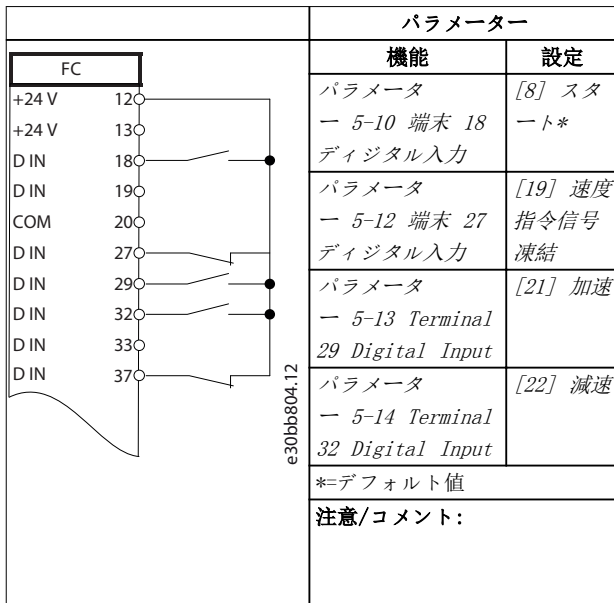 パラメーター
機能 設定
FC
+24 V 12
+24 V 13
D IN 18
D IN 19
COM 20
D IN 27
D IN 29
D IN 32
D IN 33
D IN 37
e30bb804.12
パラメータ
ー 5-10 端末 18
ディジタル入力
[8] スタ
ート*
パラメータ
ー 5-12 端末 27
ディジタル入力
[19] 速度
指令信号
凍結
パラメータ
ー 5-13 Terminal
29 Digital Input
[21] 加速
パラメータ
ー 5-14 Terminal
32 Digital Input
[22] 減速
*=デフォルト値
注意/コメント: